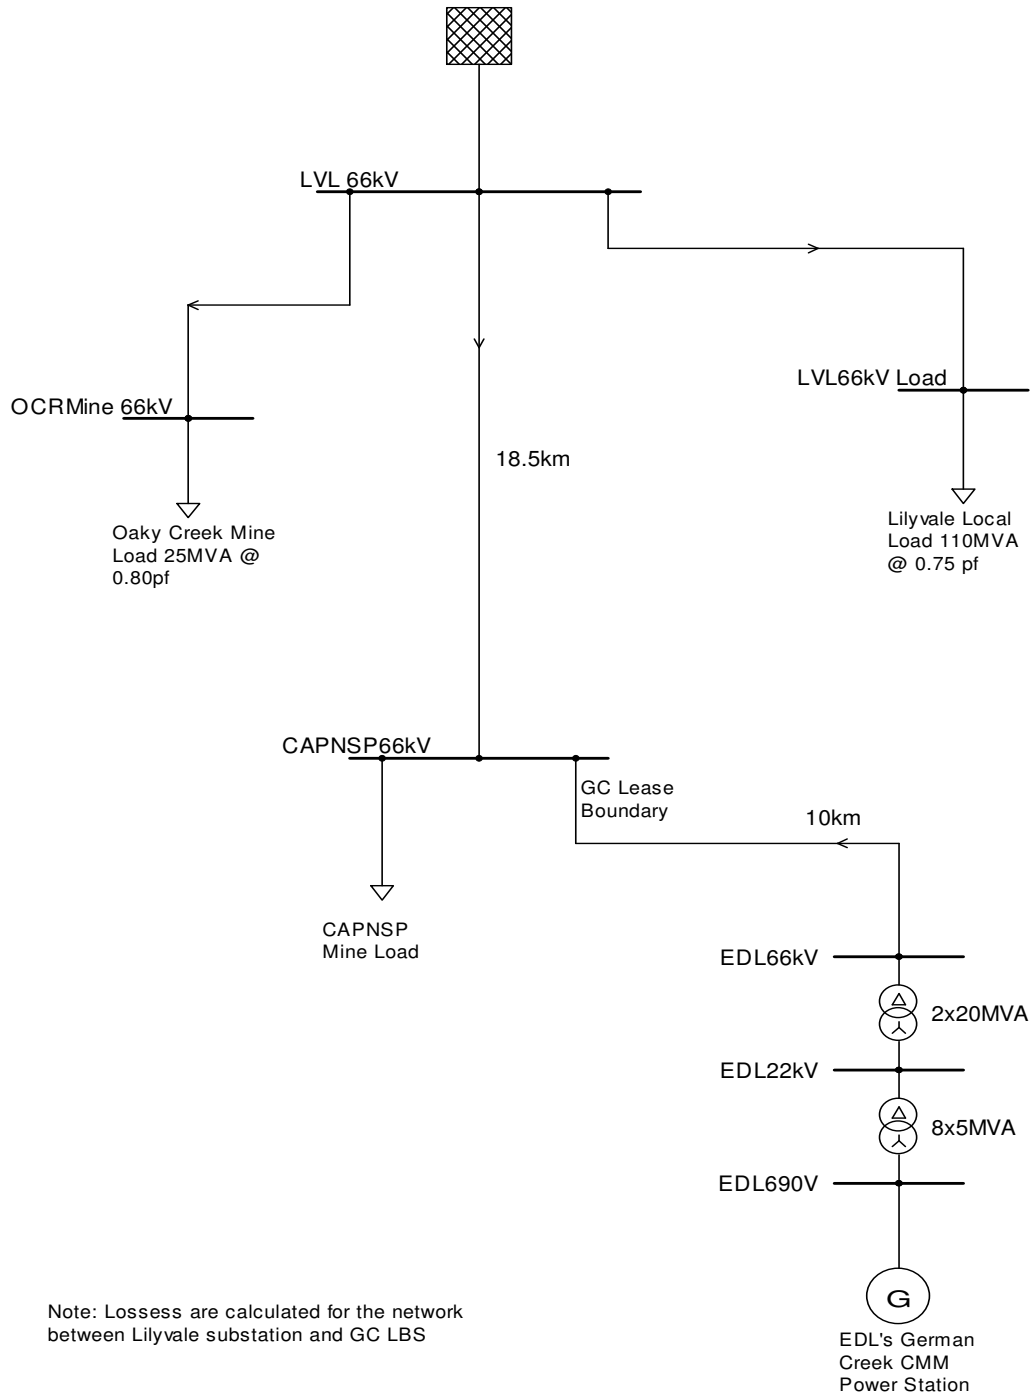 LVL 66kV
OCRMine 66kV
LVL66kV Load
18.5km
Oaky Creek Mine
Load 25MVA @
0.80pf
Lilyvale Local
Load 110MVA
@ 0.75 pf
CAPNSP66kV
GC Lease
Boundary
10km
CAPNSP
Mine Load
EDL66kV
2x20MVA
EDL22kV
8x5MVA
EDL690V
G
Note: Lossess are calculated for the network
between Lilyvale substation and GC LBS
EDL's German
Creek CMM
Power Station